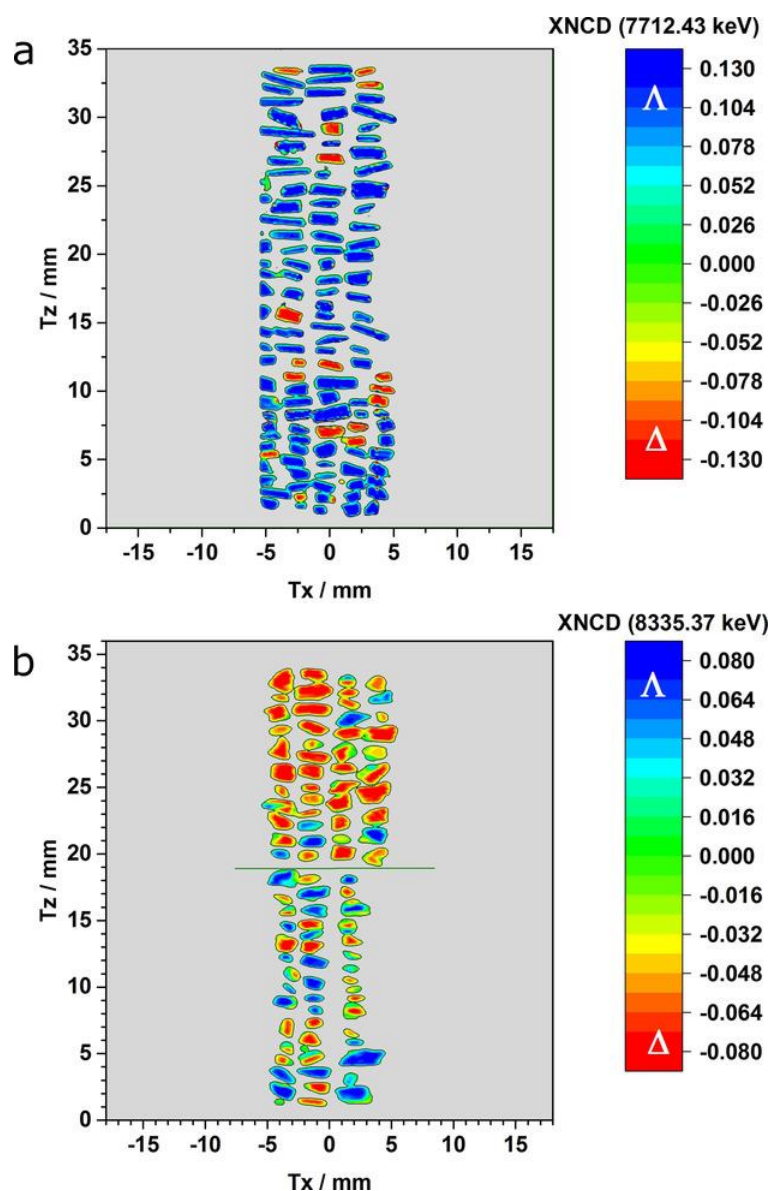 a
XNCD (7712.43 keV)
35
30
25
20
15
10
5
0
Tz / mm
-15 -10 -5 0 5 10 15
Tx / mm
0.130
Λ
0.104
0.078
0.052
0.026
0.000
-0.026
-0.052
-0.078
-0.104
Δ
-0.130
b
XNCD (8335.37 keV)
35
30
25
20
15
10
5
0
Tz / mm
-15 -10 -5 0 5 10 15
Tx / mm
0.080
Λ
0.064
0.048
0.032
0.016
0.000
-0.016
-0.032
-0.048
-0.064
Δ
-0.080